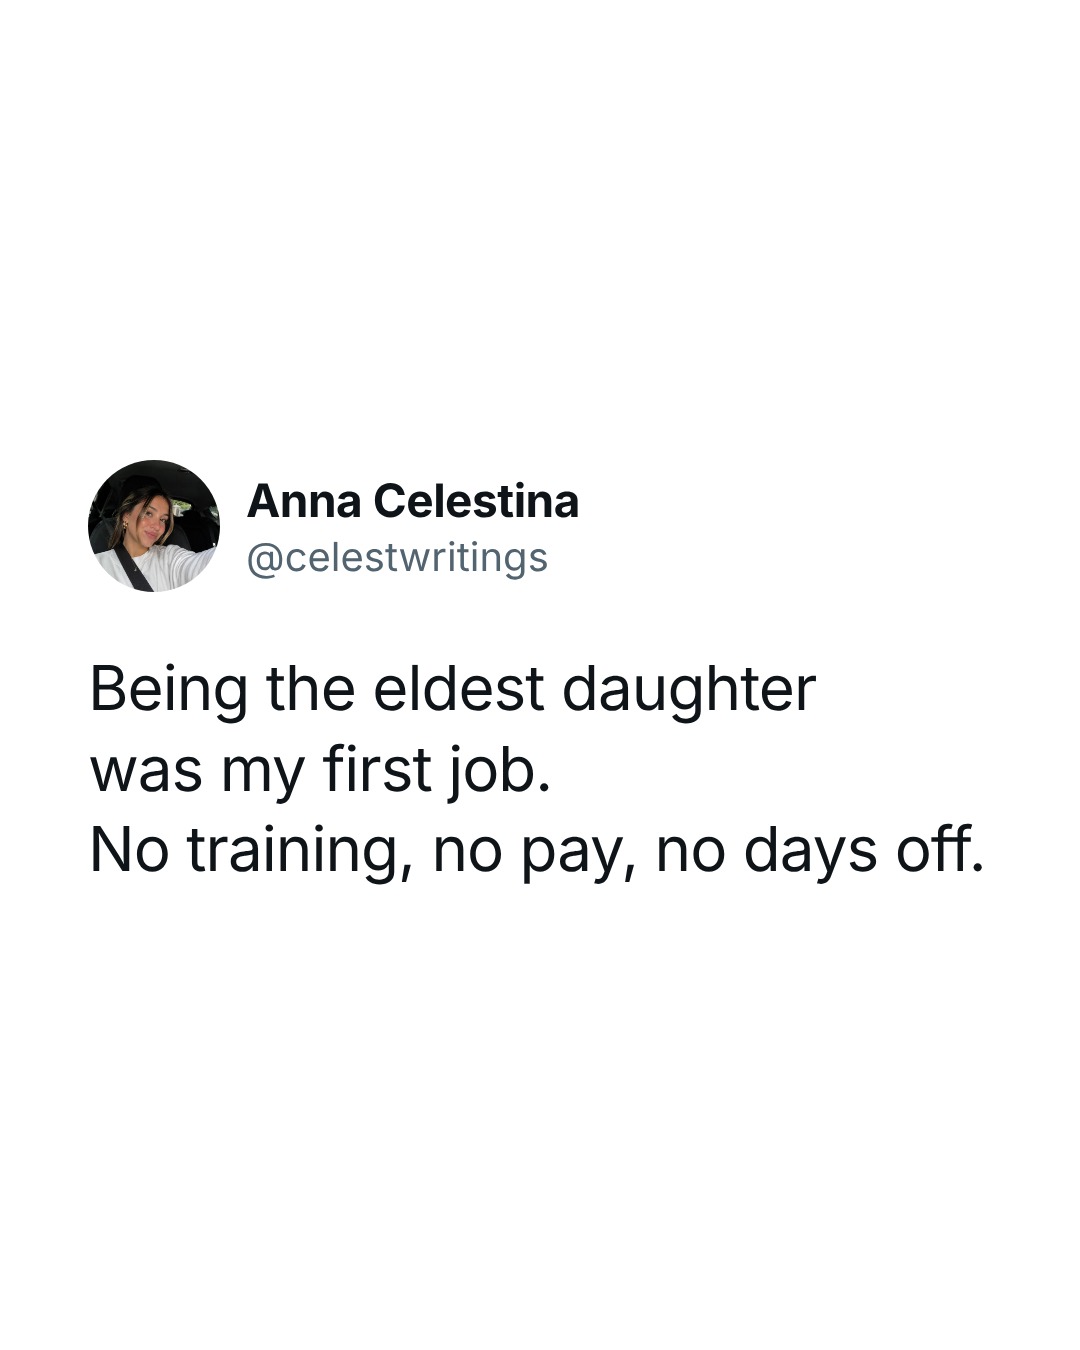 Anna Celestina
@celestwritings
Being the eldest daughter
was my first job.
No training, no pay, no days off.